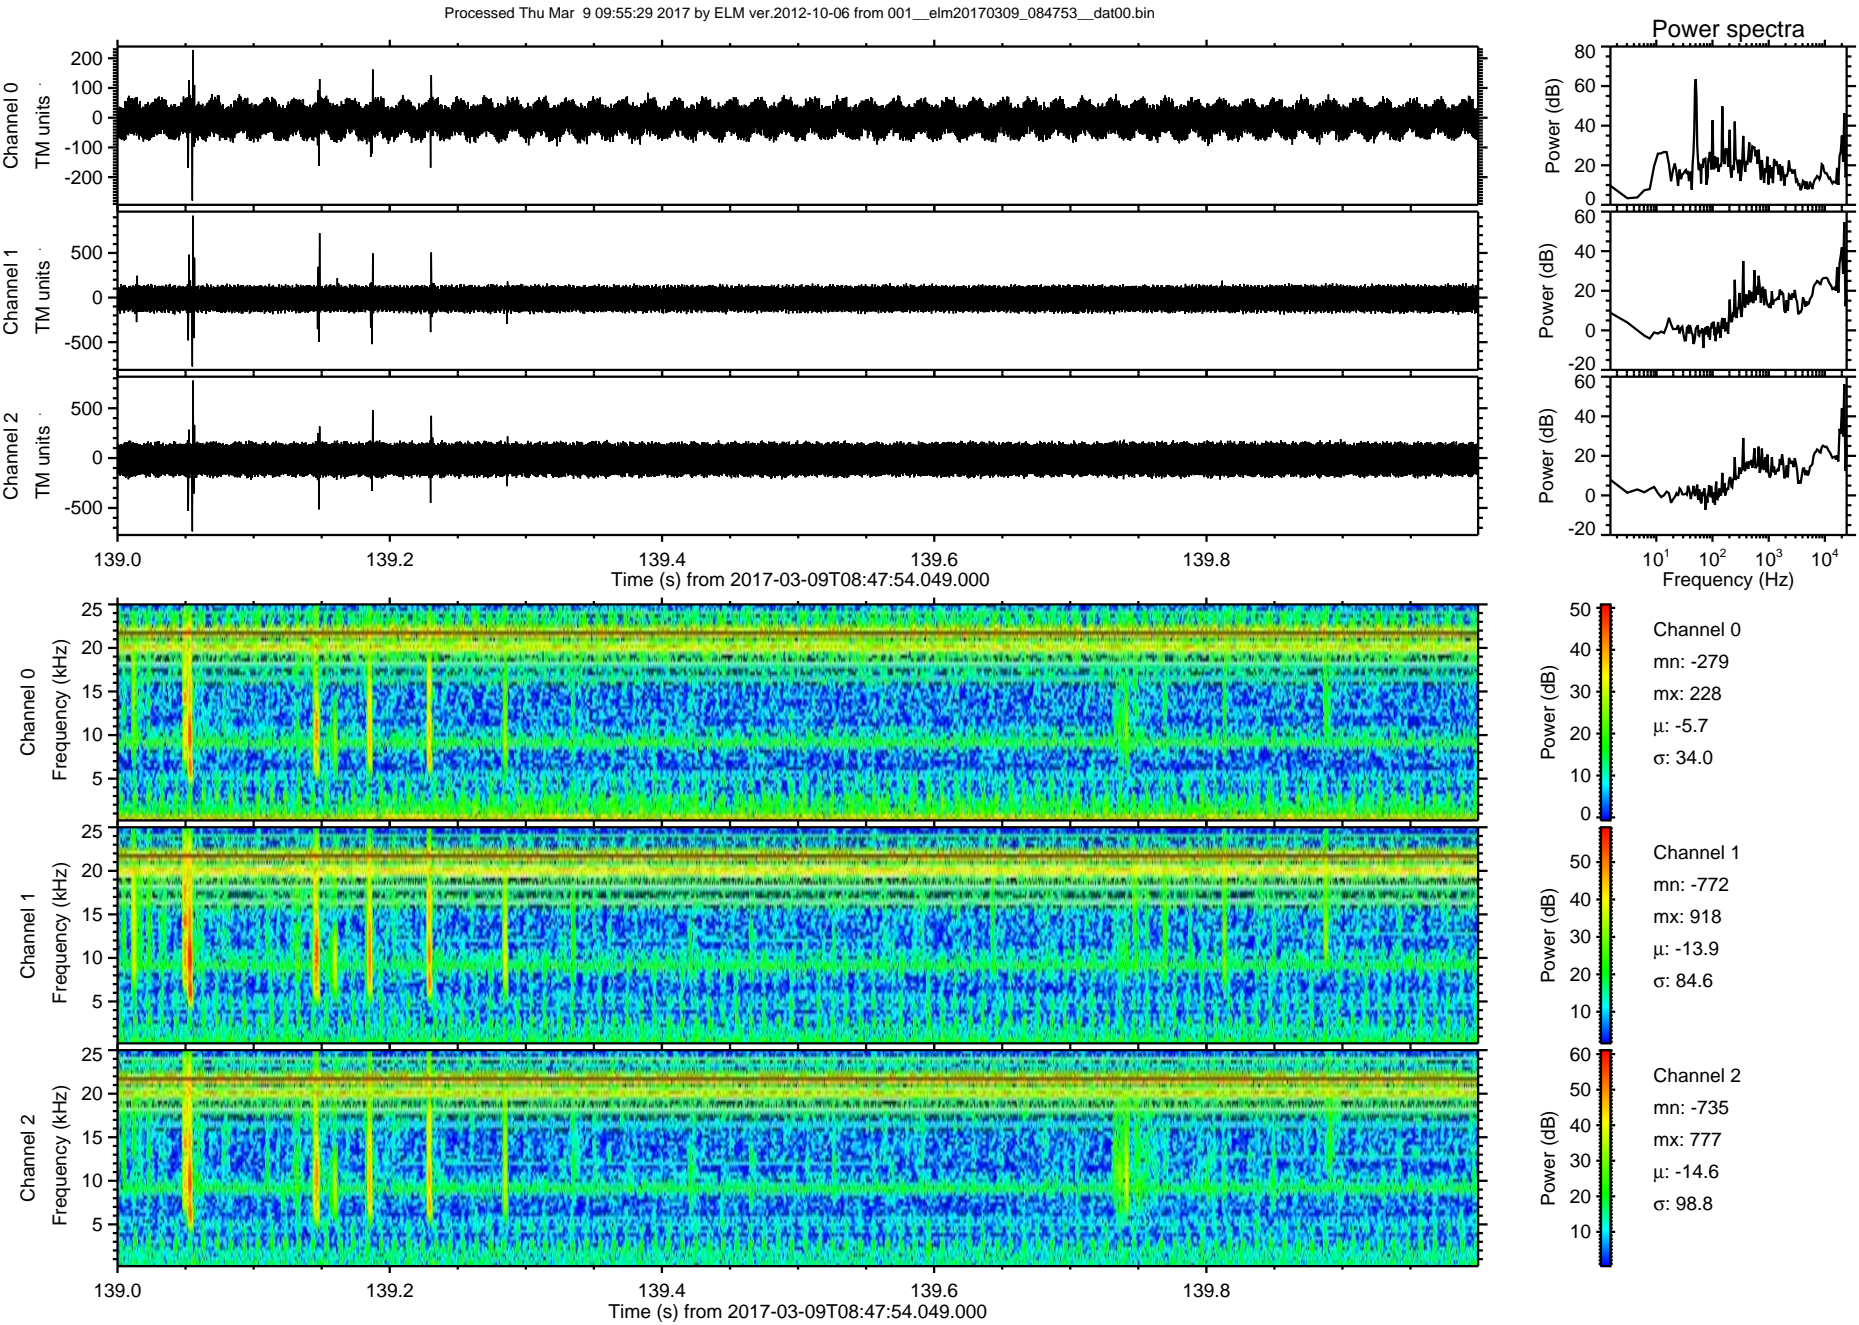 Processed Thu Mar  9 09:55:29 2017 by ELM ver.2012-10-06 from 001__elm20170309_084753__dat00.bin
Power spectra
Channel 0
TM units
200
100
0
-100
-200
Power (dB)
80
60
40
20
0
Channel 1
TM units
500
0
-500
Power (dB)
60
40
20
0
-20
Channel 2
TM units
500
0
-500
Power (dB)
60
40
20
0
-20
139.0 139.2 139.4 139.6 139.8
Time (s) from 2017-03-09T08:47:54.049.000
10^1 10^2 10^3 10^4
Frequency (Hz)
Channel 0
Frequency (kHz)
25
20
15
10
5
Power (dB)
50
40
30
20
10
0
Channel 0
mn: -279
mx: 228
μ: -5.7
σ: 34.0
Channel 1
Frequency (kHz)
25
20
15
10
5
Power (dB)
50
40
30
20
10
Channel 1
mn: -772
mx: 918
μ: -13.9
σ: 84.6
Channel 2
Frequency (kHz)
25
20
15
10
5
Power (dB)
60
50
40
30
20
10
Channel 2
mn: -735
mx: 777
μ: -14.6
σ: 98.8
139.0 139.2 139.4 139.6 139.8
Time (s) from 2017-03-09T08:47:54.049.000